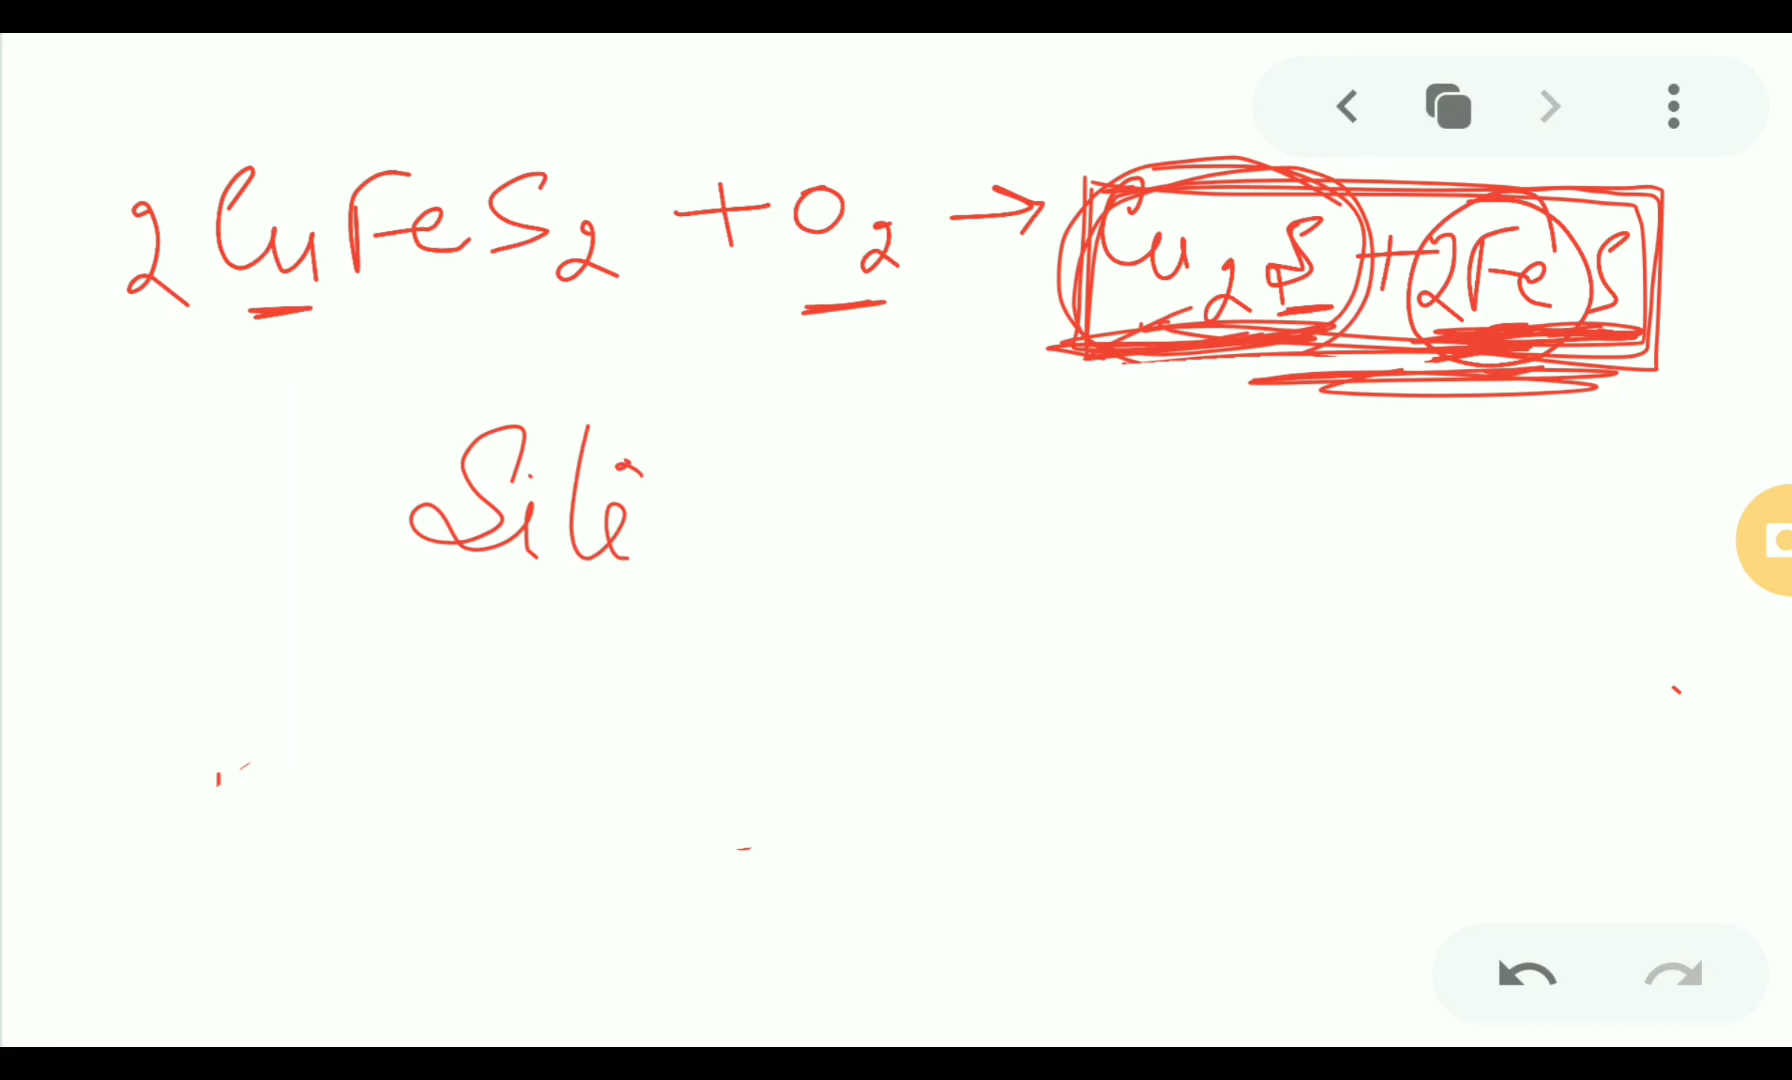 2CuFeS₂ + O₂ → Cu₂S + 2FeS
Sili